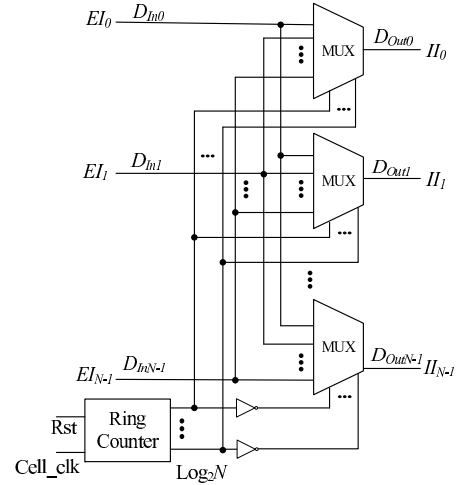 EI0 DIn0 MUX DOut0 II0
...
...
...
EI1 DIn1 MUX DOut1 II1
...
...
...
...
EIN-1 DInN-1 MUX DOutN-1 IIN-1
...
...
Rst
Ring
Counter
...
Cell_clk
Log2N